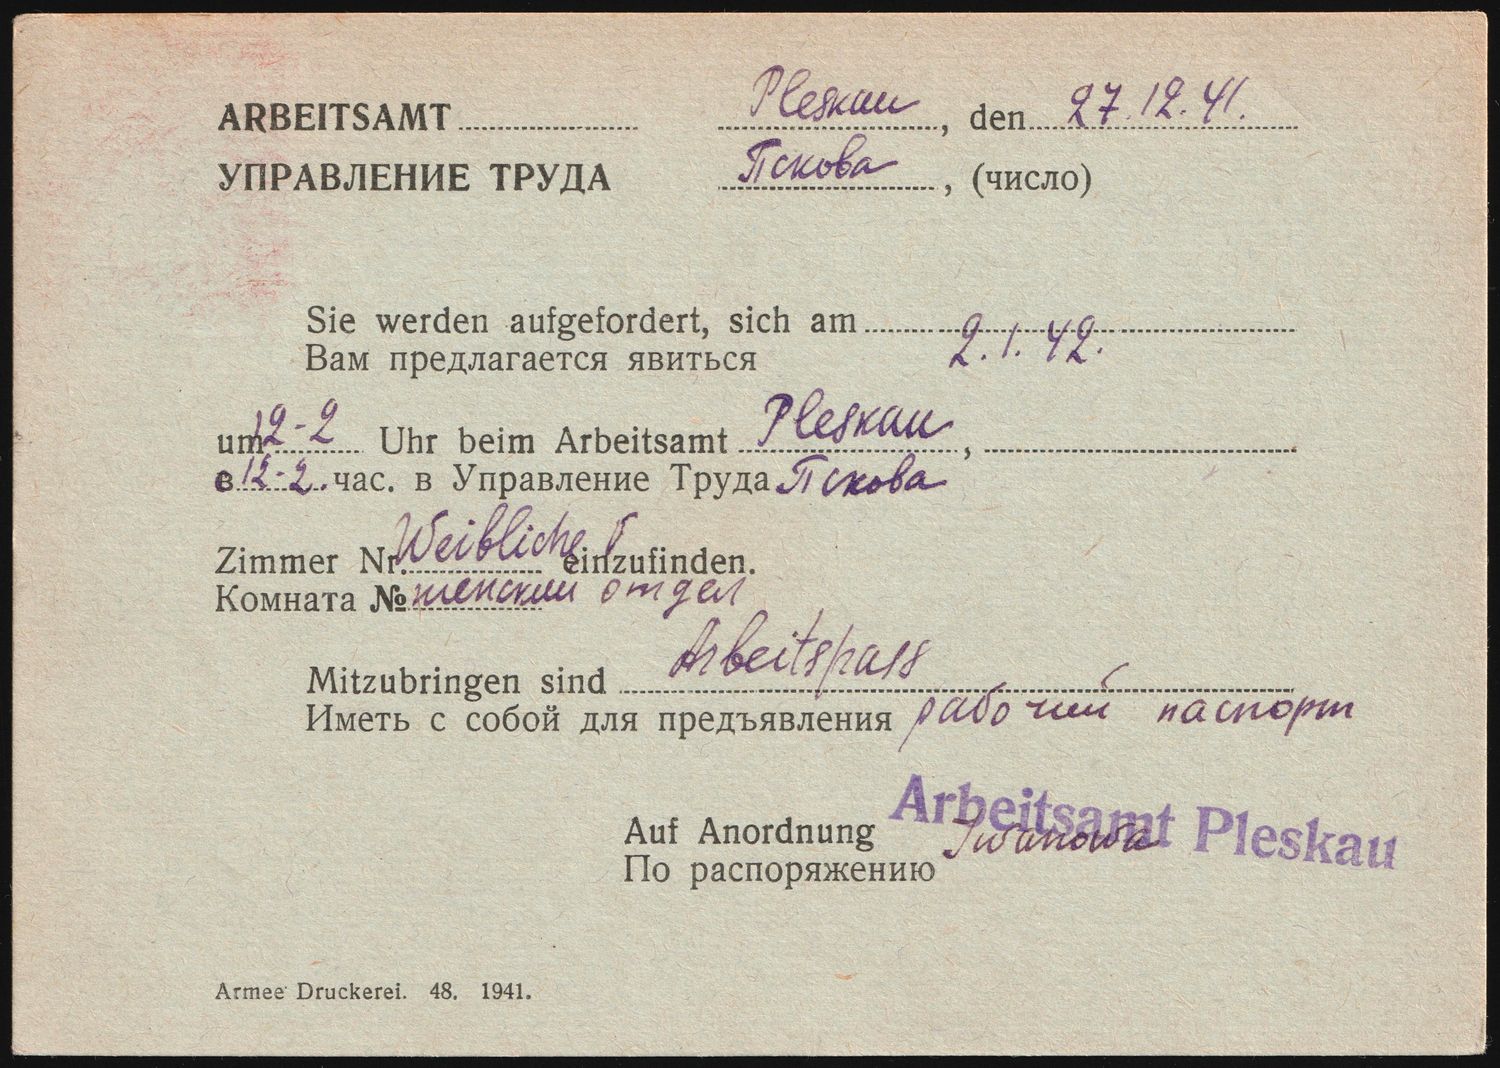 ARBEITSAMT Pleskau, den 27.12.41.
УПРАВЛЕНИЕ ТРУДА Пскова, (число)
Sie werden aufgefordert, sich am 2.1.42.
Вам предлагается явиться
um 12-2 Uhr beim Arbeitsamt Pleskau,
в 12-2. час. в Управление Труда Пскова
Zimmer Nr. Weibliche einzufinden.
Комната № женский отдел
Mitzubringen sind Arbeitspass
Иметь с собой для предъявления рабочий паспорт
Arbeitsamt Pleskau
Auf Anordnung Iwanowa
По распоряжению
Armee Druckerei. 48. 1941.